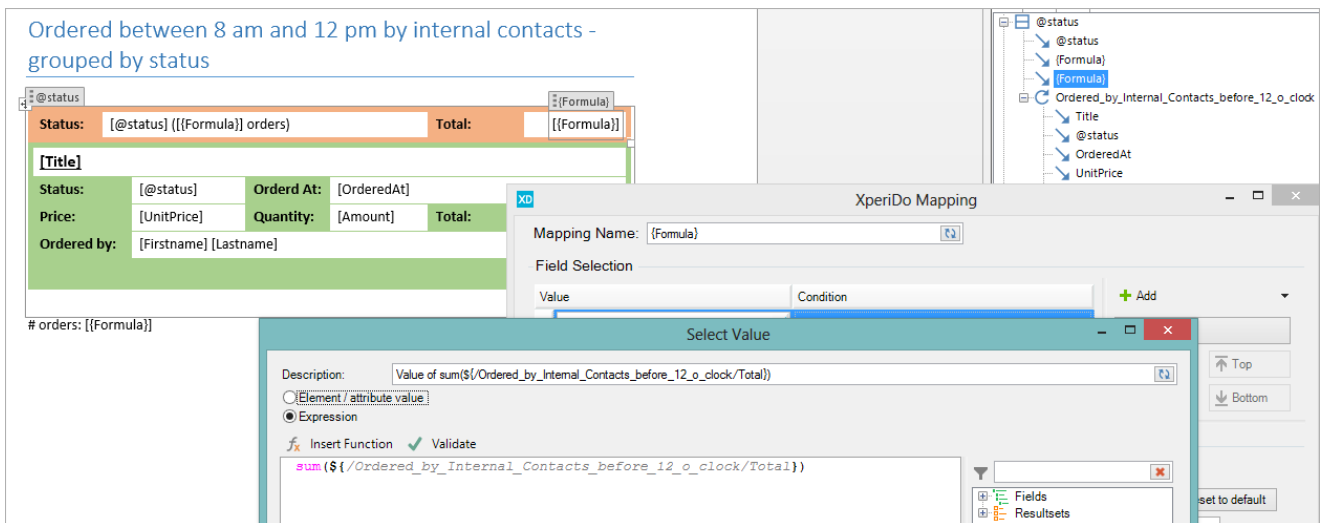 Ordered between 8 am and 12 pm by internal contacts -
grouped by status
@status
{Formula}
Status:
[@status] ([{Formula}] orders)
Total:
[{Formula}]
[Title]
Status:
[@status]
Orderd At:
[OrderedAt]
Price:
[UnitPrice]
Quantity:
[Amount]
Total:
Ordered by:
[Firstname] [Lastname]
# orders: [{Formula}]
@status
@status
{Formula}
{Formula}
Ordered_by_Internal_Contacts_before_12_o_clock
Title
@status
OrderedAt
UnitPrice
XD
XperiDo Mapping
Mapping Name:
{Formula}
Field Selection
Value
Condition
Add
Top
Bottom
Select Value
Description:
Value of sum(${/Ordered_by_Internal_Contacts_before_12_o_clock/Total})
Element / attribute value
Expression
fx Insert Function
Validate
sum(${/Ordered_by_Internal_Contacts_before_12_o_clock/Total})
Fields
Resultsets
set to default